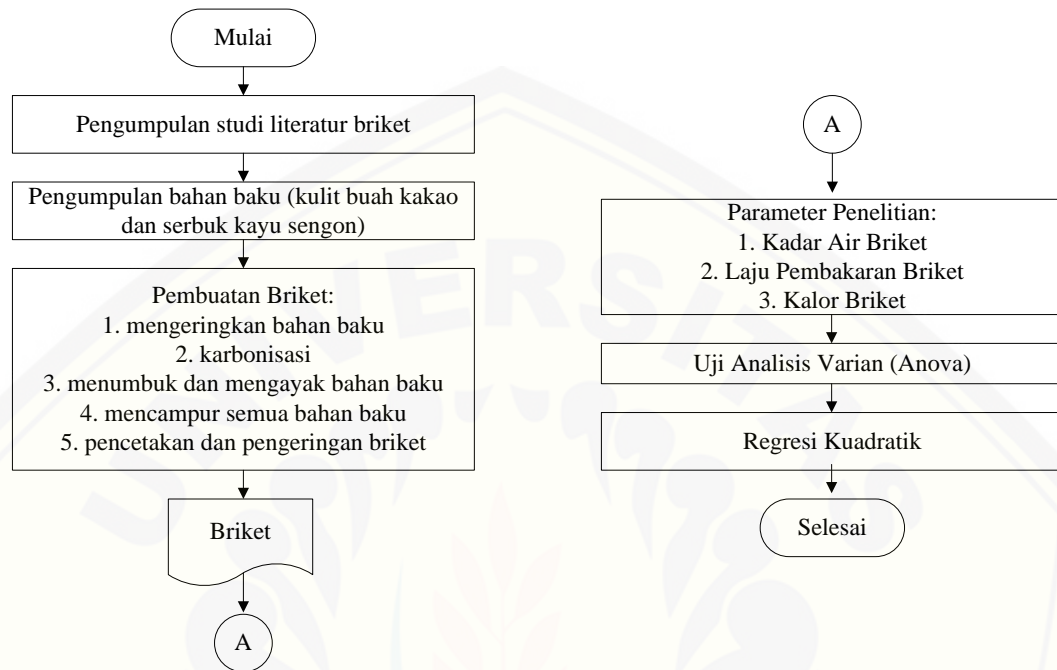 Mulai
Pengumpulan studi literatur briket
Pengumpulan bahan baku (kulit buah kakao
dan serbuk kayu sengon)
Pembuatan Briket:
1. mengeringkan bahan baku
2. karbonisasi
3. menumbuk dan mengayak bahan baku
4. mencampur semua bahan baku
5. pencetakan dan pengeringan briket
Briket
A
A
Parameter Penelitian:
1. Kadar Air Briket
2. Laju Pembakaran Briket
3. Kalor Briket
Uji Analisis Varian (Anova)
Regresi Kuadratik
Selesai
UNIVERSITAS